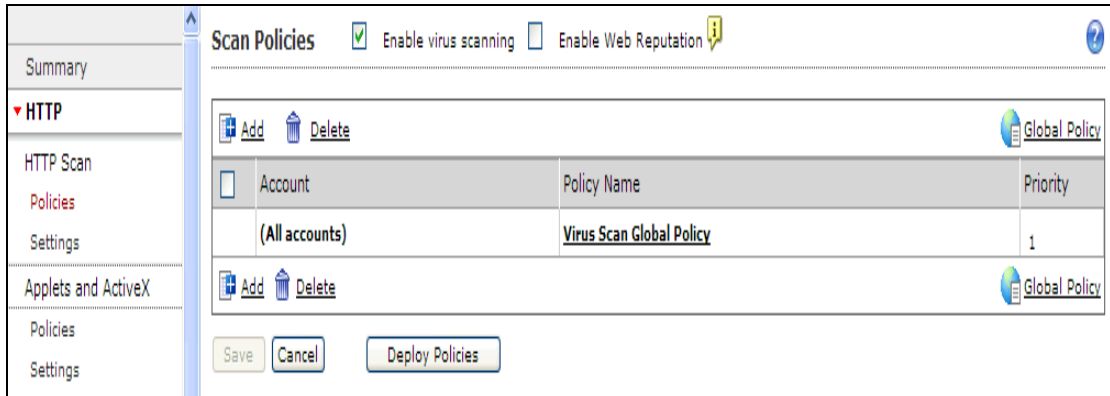 Summary
HTTP
HTTP Scan
Policies
Settings
Applets and ActiveX
Policies
Settings
Scan Policies Enable virus scanning Enable Web Reputation
Add Delete Global Policy
Account Policy Name Priority
(All accounts) Virus Scan Global Policy 1
Add Delete Global Policy
Save Cancel Deploy Policies